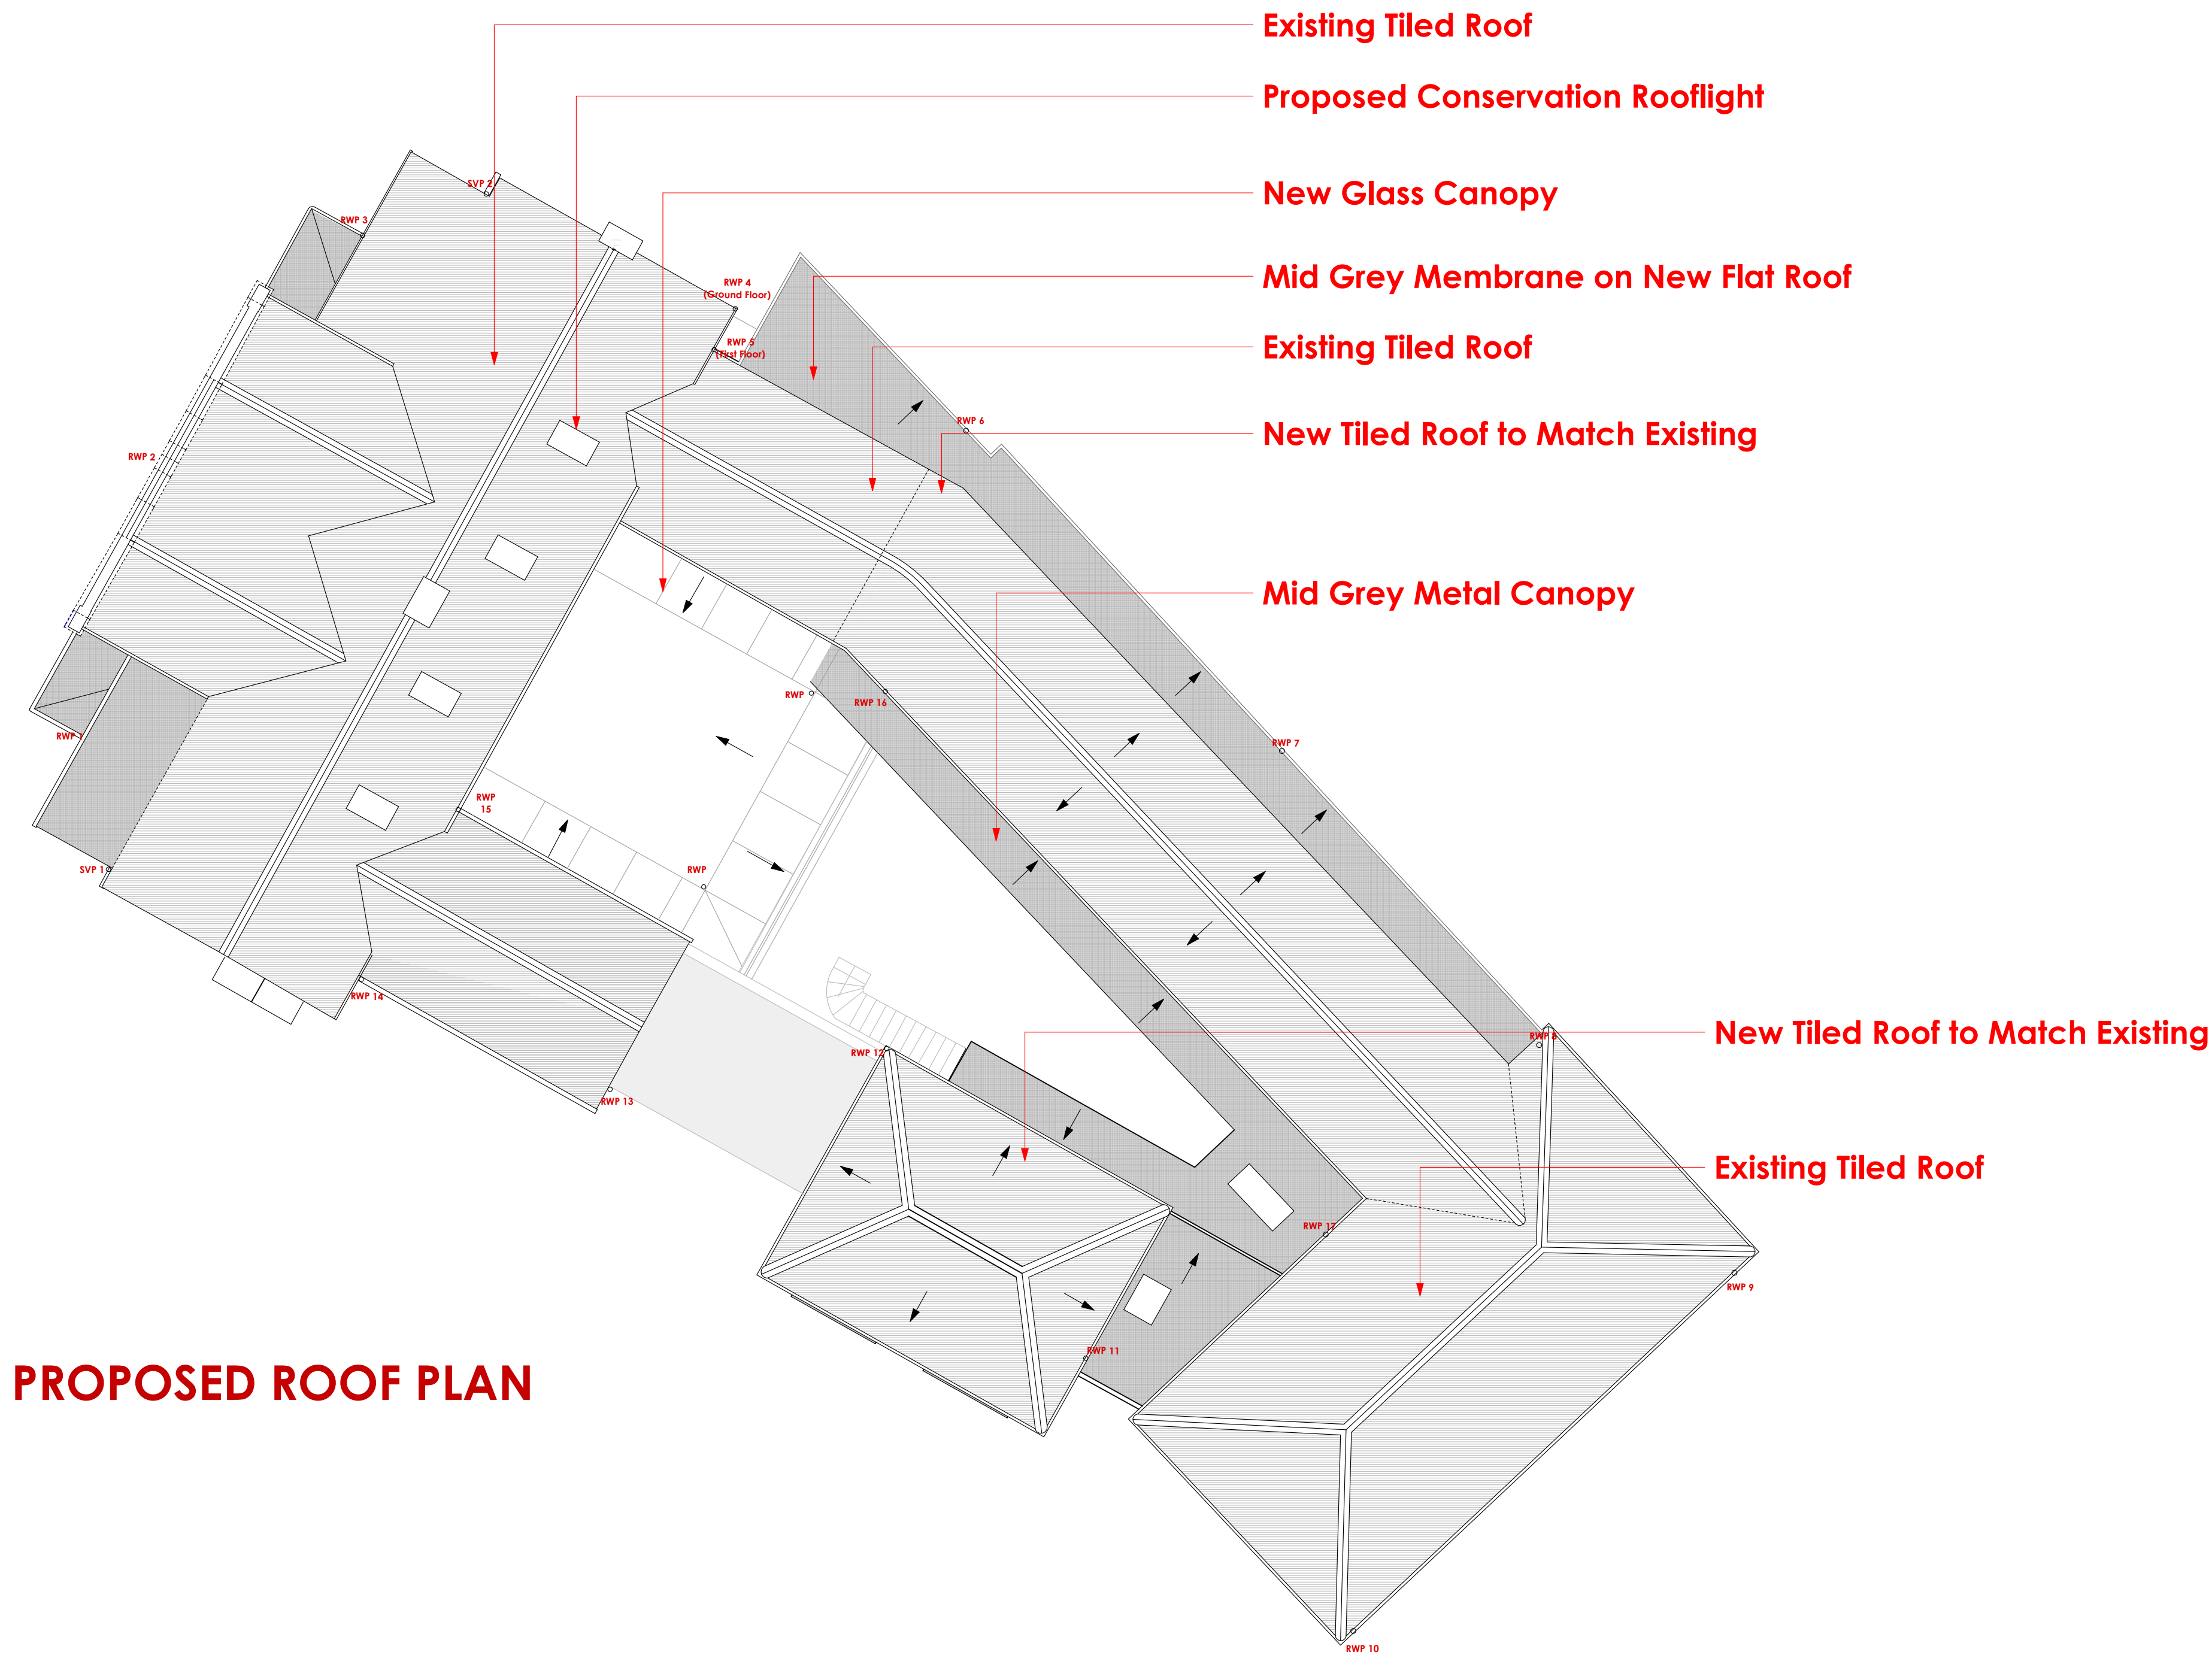 Existing Tiled Roof
Proposed Conservation Rooflight
New Glass Canopy
Mid Grey Membrane on New Flat Roof
Existing Tiled Roof
New Tiled Roof to Match Existing
Mid Grey Metal Canopy
New Tiled Roof to Match Existing
Existing Tiled Roof
SVP 2
RWP 3
RWP 4
(Ground Floor)
RWP 5
(First Floor)
RWP 6
RWP 2
RWP
RWP 16
RWP 7
RWP 1
RWP
15
SVP 1
RWP
RWP 14
RWP 12
RWP 8
RWP 13
RWP 17
RWP 9
RWP 11
RWP 10
PROPOSED ROOF PLAN